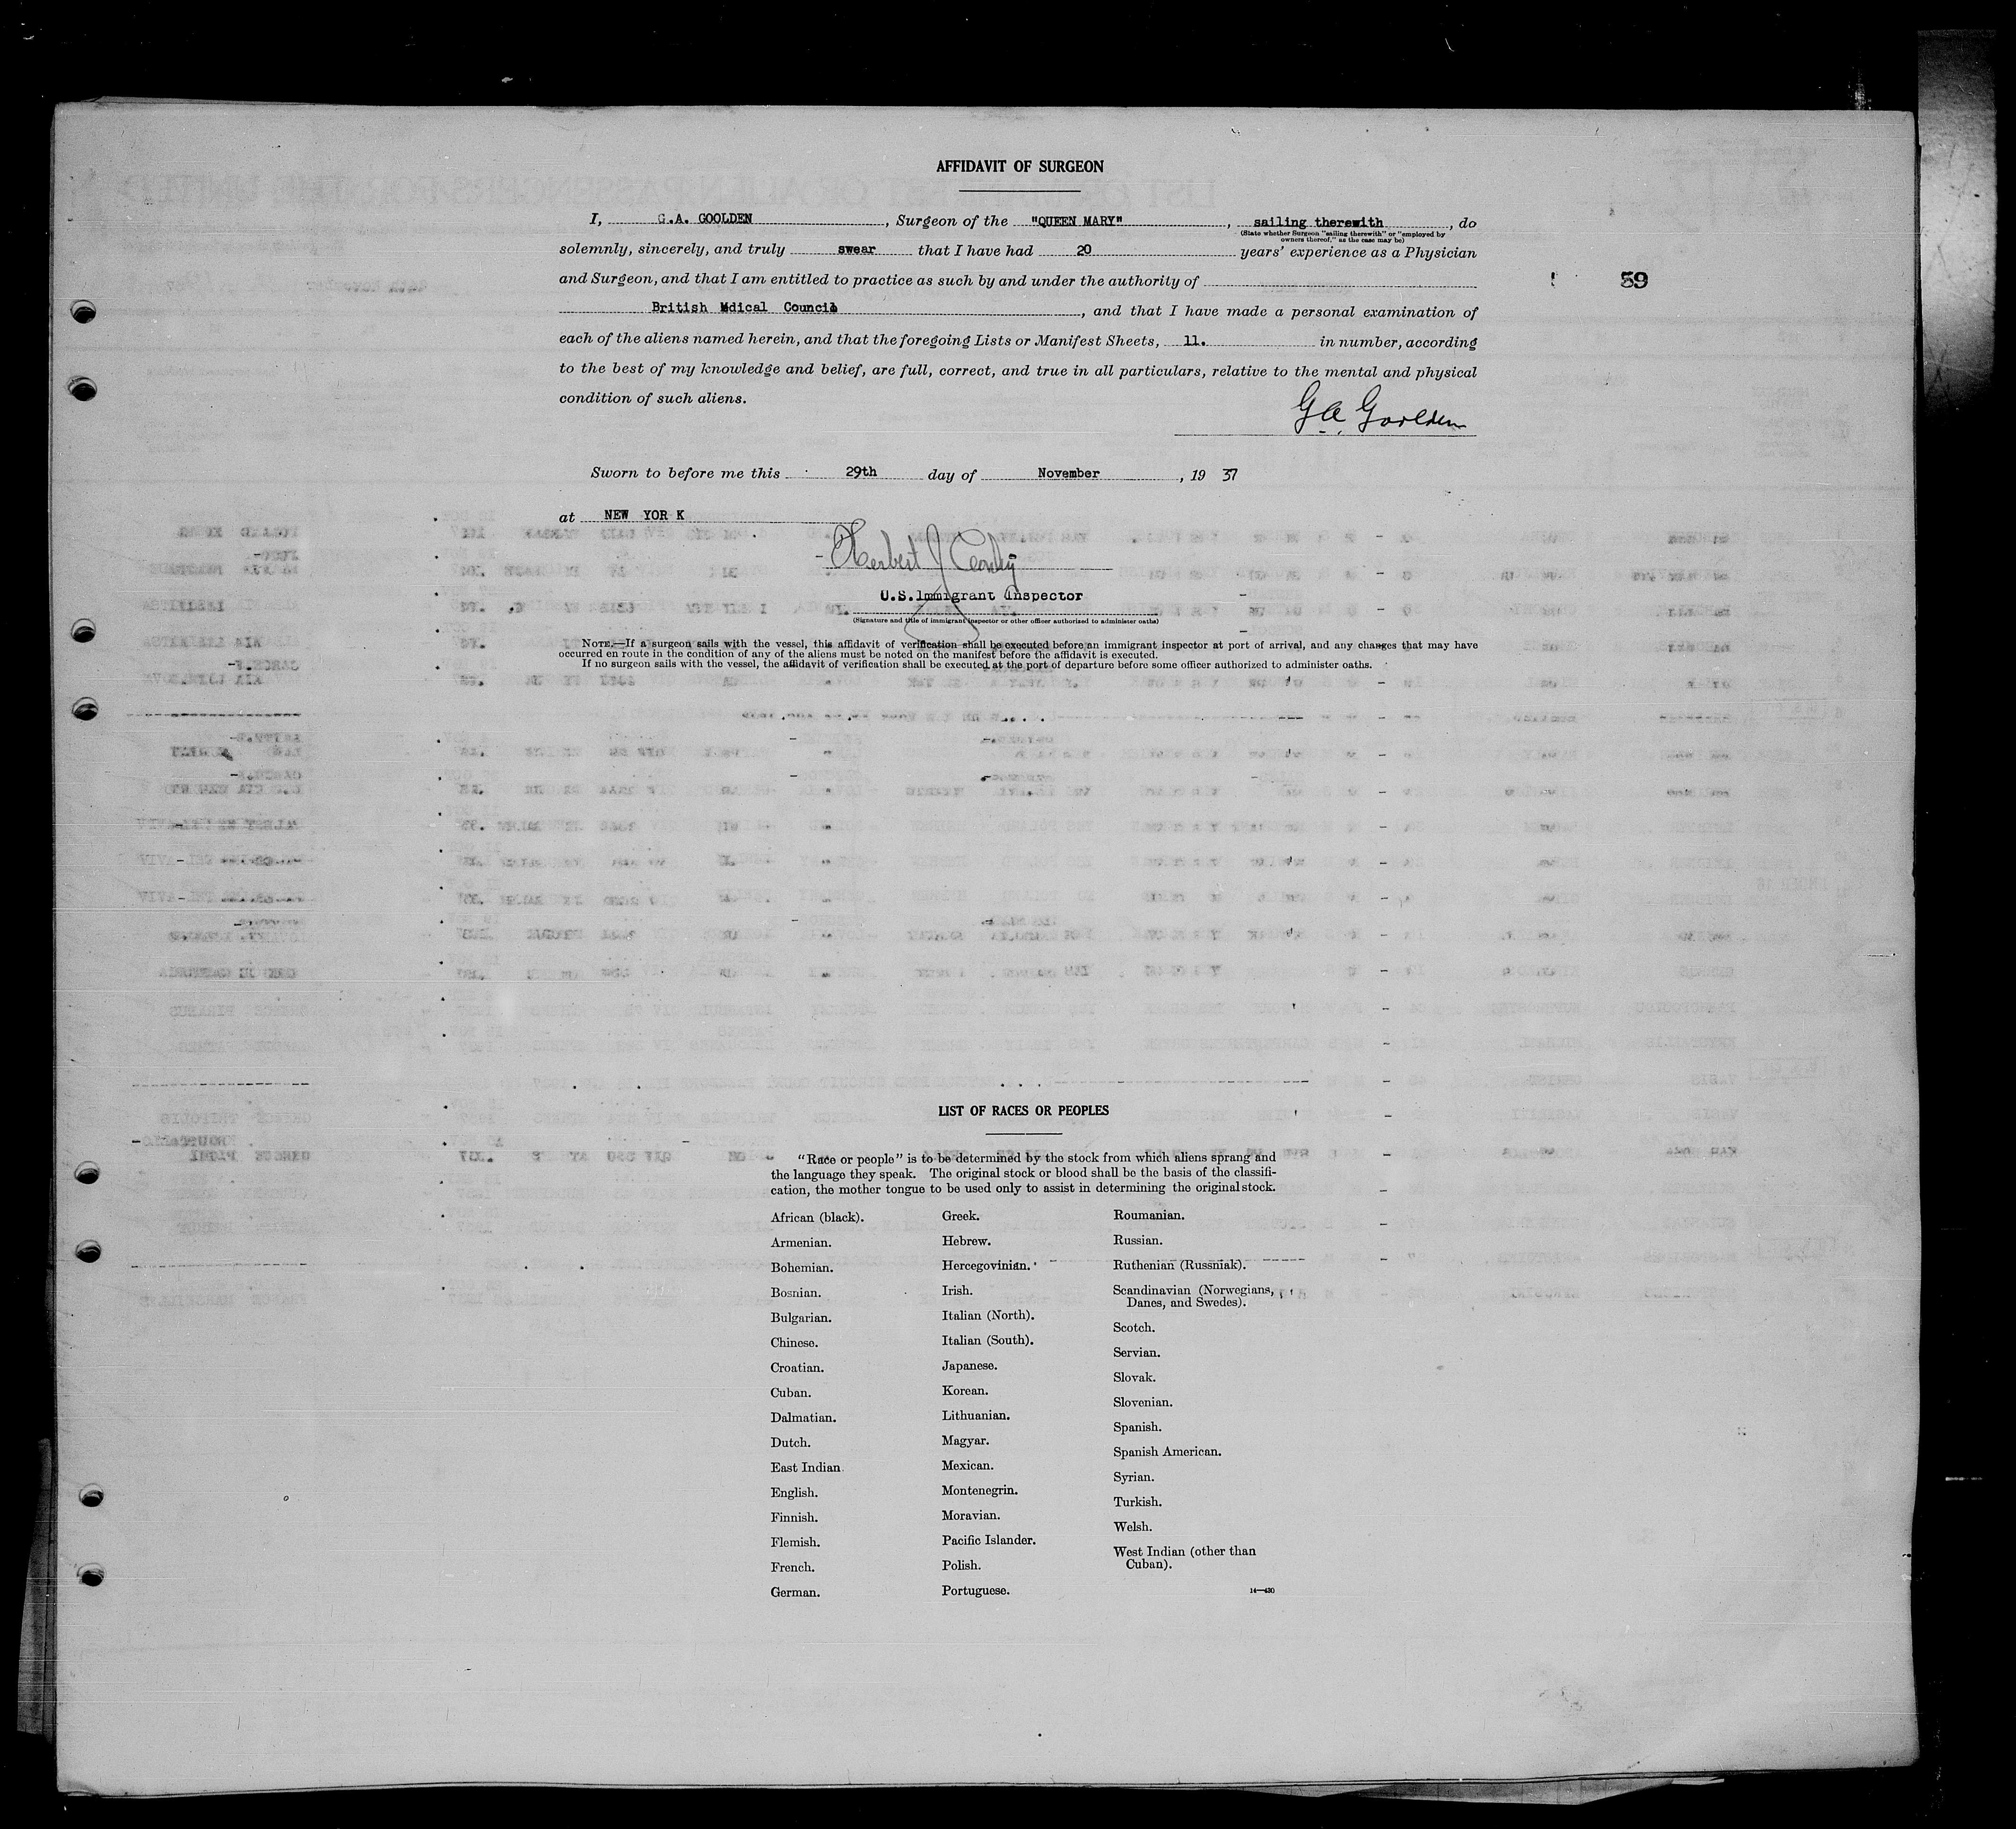 AFFIDAVIT OF SURGEON
I, G.A. GOOLDEN, Surgeon of the "QUEEN MARY", sailing therewith, do
(State whether Surgeon "sailing therewith" or "employed by
owners thereof," as the case may be)
solemnly, sincerely, and truly swear that I have had 20 years' experience as a Physician
and Surgeon, and that I am entitled to practice as such by and under the authority of
59
British Mdical Council, and that I have made a personal examination of
each of the aliens named herein, and that the foregoing Lists or Manifest Sheets, 11. in number, according
to the best of my knowledge and belief, are full, correct, and true in all particulars, relative to the mental and physical
condition of such aliens.
G A Goolden
Sworn to before me this 29th day of November, 19 37
at NEW YOR K
Herbert J
U.S.Immigrant Inspector
(Signature and title of immigrant inspector or other officer authorized to administer oaths)
NOTE.—If a surgeon sails with the vessel, this affidavit of verification shall be executed before an immigrant inspector at port of arrival, and any changes that may have
occurred en route in the condition of any of the aliens must be noted on the manifest before the affidavit is executed.
If no surgeon sails with the vessel, the affidavit of verification shall be executed at the port of departure before some officer authorized to administer oaths.
LIST OF RACES OR PEOPLES
"Race or people" is to be determined by the stock from which aliens sprang and
the language they speak. The original stock or blood shall be the basis of the classifi-
cation, the mother tongue to be used only to assist in determining the original stock.
African (black).
Armenian.
Bohemian.
Bosnian.
Bulgarian.
Chinese.
Croatian.
Cuban.
Dalmatian.
Dutch.
East Indian.
English.
Finnish.
Flemish.
French.
German.
Greek.
Hebrew.
Hercegovinian.
Irish.
Italian (North).
Italian (South).
Japanese.
Korean.
Lithuanian.
Magyar.
Mexican.
Montenegrin.
Moravian.
Pacific Islander.
Polish.
Portuguese.
Roumanian.
Russian.
Ruthenian (Russniak).
Scandinavian (Norwegians,
Danes, and Swedes).
Scotch.
Servian.
Slovak.
Slovenian.
Spanish.
Spanish American.
Syrian.
Turkish.
Welsh.
West Indian (other than
Cuban).
14—430